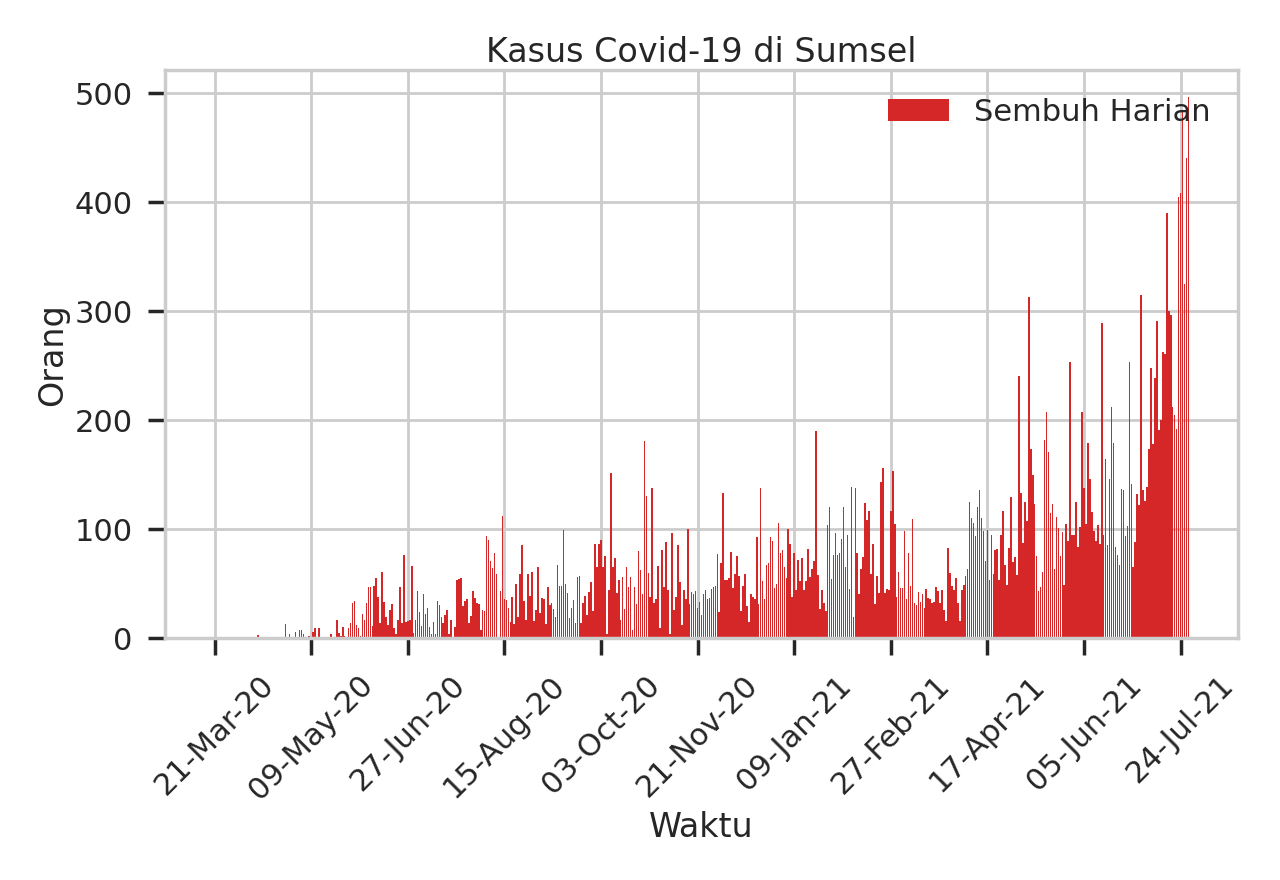 Kasus Covid-19 di Sumsel
Sembuh Harian
Orang
500
400
300
200
100
0
21-Mar-20
09-May-20
27-Jun-20
15-Aug-20
03-Oct-20
21-Nov-20
09-Jan-21
27-Feb-21
17-Apr-21
05-Jun-21
24-Jul-21
Waktu